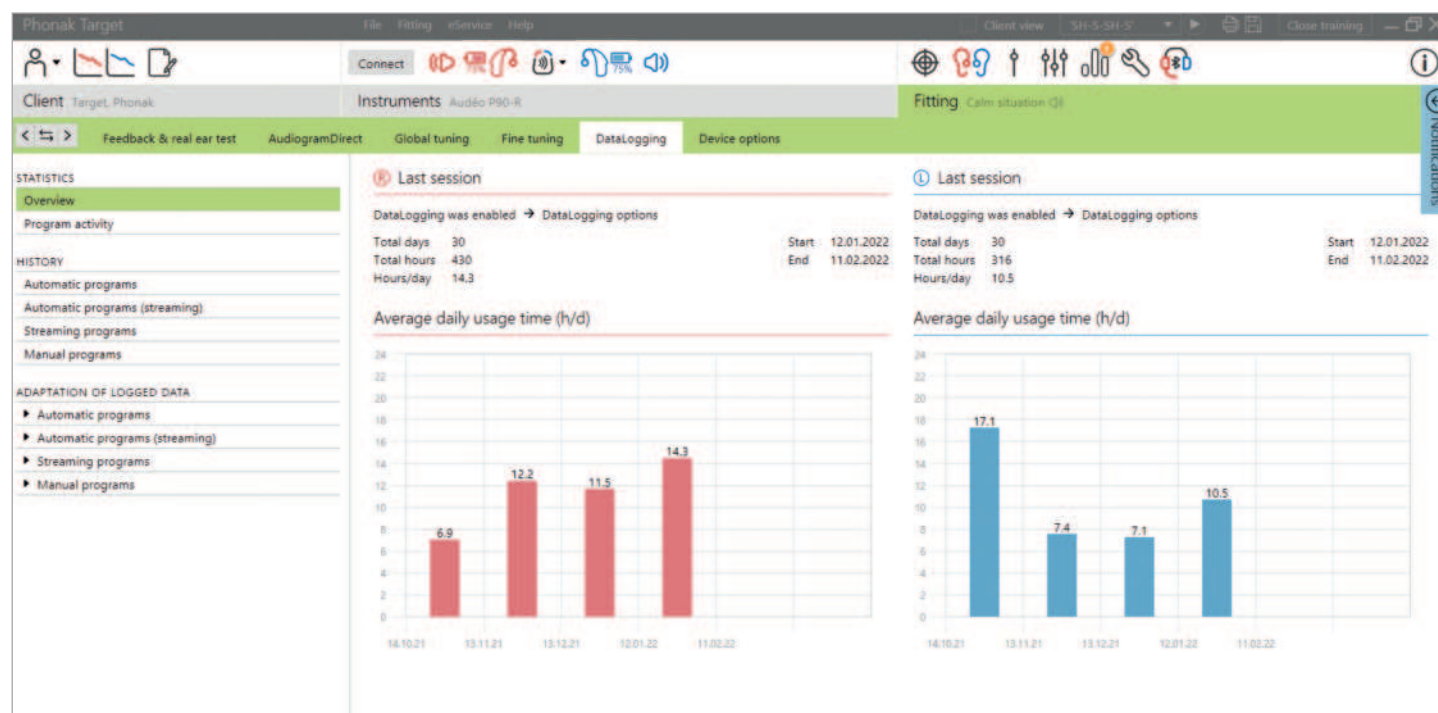 Phonak Target File Fitting eService Help Client view 'SH-S-SH-S' Close training
Connect 75%
Client Target, Phonak Instruments Audéo P90-R Fitting Calm situation
Feedback & real ear test AudiogramDirect Global tuning Fine tuning DataLogging Device options
Notifications
STATISTICS
Overview
Program activity
HISTORY
Automatic programs
Automatic programs (streaming)
Streaming programs
Manual programs
ADAPTATION OF LOGGED DATA
Automatic programs
Automatic programs (streaming)
Streaming programs
Manual programs
R Last session
DataLogging was enabled → DataLogging options
Total days 30 Start 12.01.2022
Total hours 430 End 11.02.2022
Hours/day 14.3
Average daily usage time (h/d)
24
22
20
18
16
14
12
10
8
6
4
2
0
6.9 12.2 11.5 14.3
14.10.21 13.11.21 13.12.21 12.01.22 11.02.22
L Last session
DataLogging was enabled → DataLogging options
Total days 30 Start 12.01.2022
Total hours 316 End 11.02.2022
Hours/day 10.5
Average daily usage time (h/d)
24
22
20
18
16
14
12
10
8
6
4
2
0
17.1 7.4 7.1 10.5
14.10.21 13.11.21 13.12.21 12.01.22 11.02.22